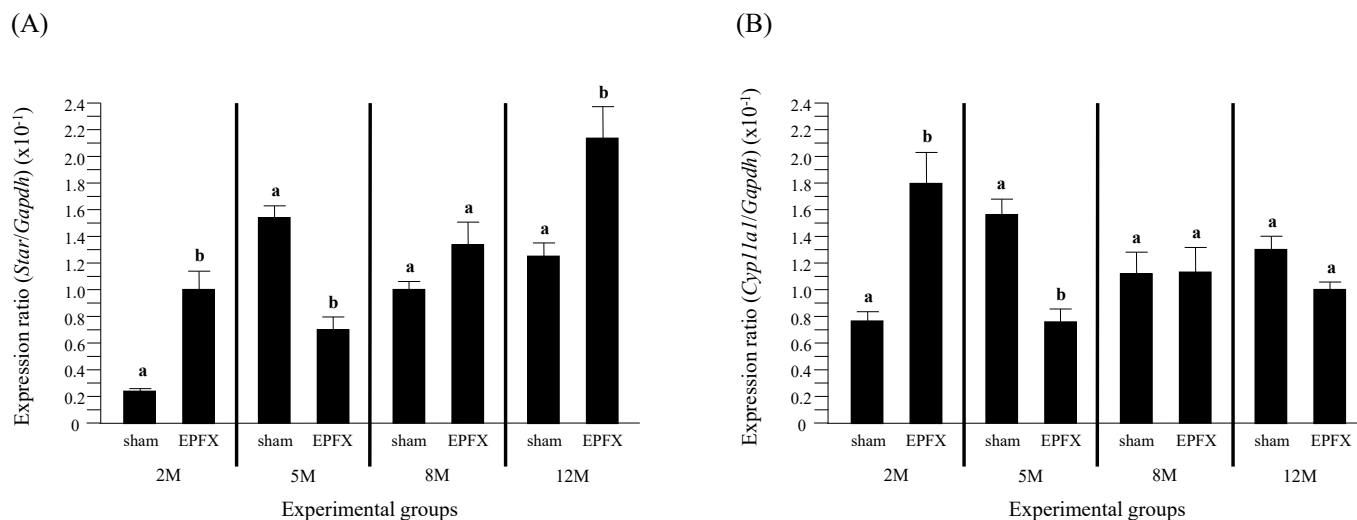 (A)
Expression ratio (Star/Gapdh) (x10⁻¹)
2.4
2.2
2.0
1.8
1.6
1.4
1.2
1.0
0.8
0.6
0.4
0.2
0
a
b
a
b
a
a
a
b
sham EPFX sham EPFX sham EPFX sham EPFX
2M 5M 8M 12M
Experimental groups
(B)
Expression ratio (Cyp11a1/Gapdh) (x10⁻¹)
2.4
2.2
2.0
1.8
1.6
1.4
1.2
1.0
0.8
0.6
0.4
0.2
0
a
b
a
b
a
a
a
a
sham EPFX sham EPFX sham EPFX sham EPFX
2M 5M 8M 12M
Experimental groups